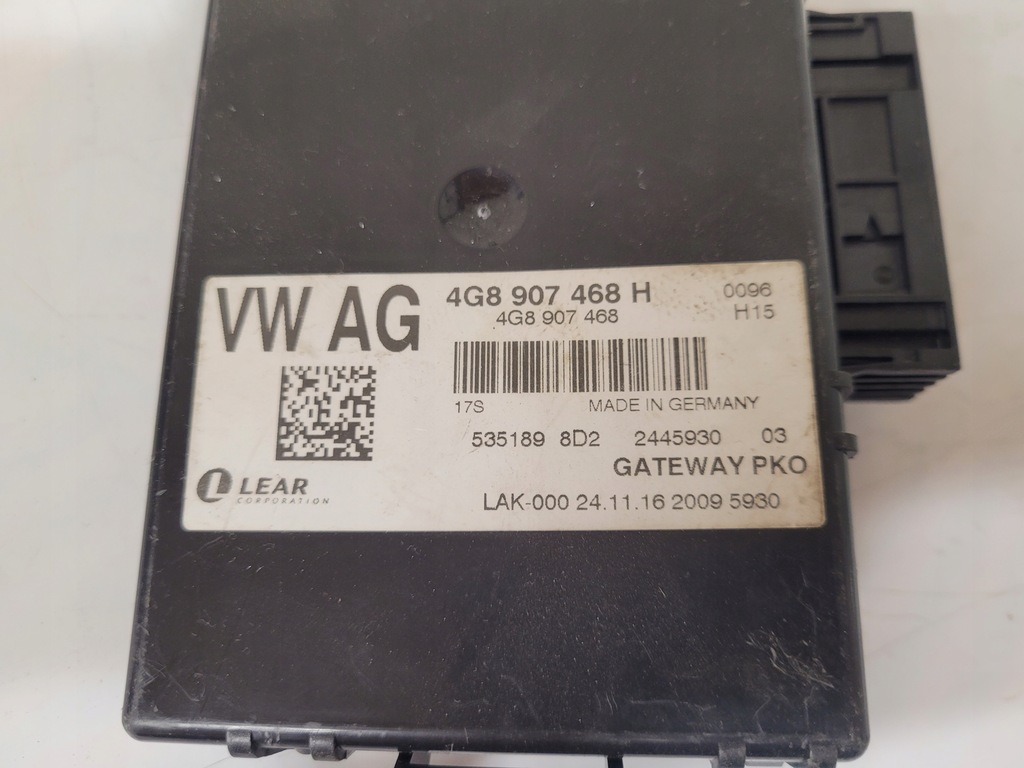 VW AG
4G8 907 468 H
0096
4G8 907 468
H15
17S
MADE IN GERMANY
535189 8D2 2445930 03
GATEWAY PKO
LEAR
CORPORATION
LAK-000 24.11.16 2009 5930